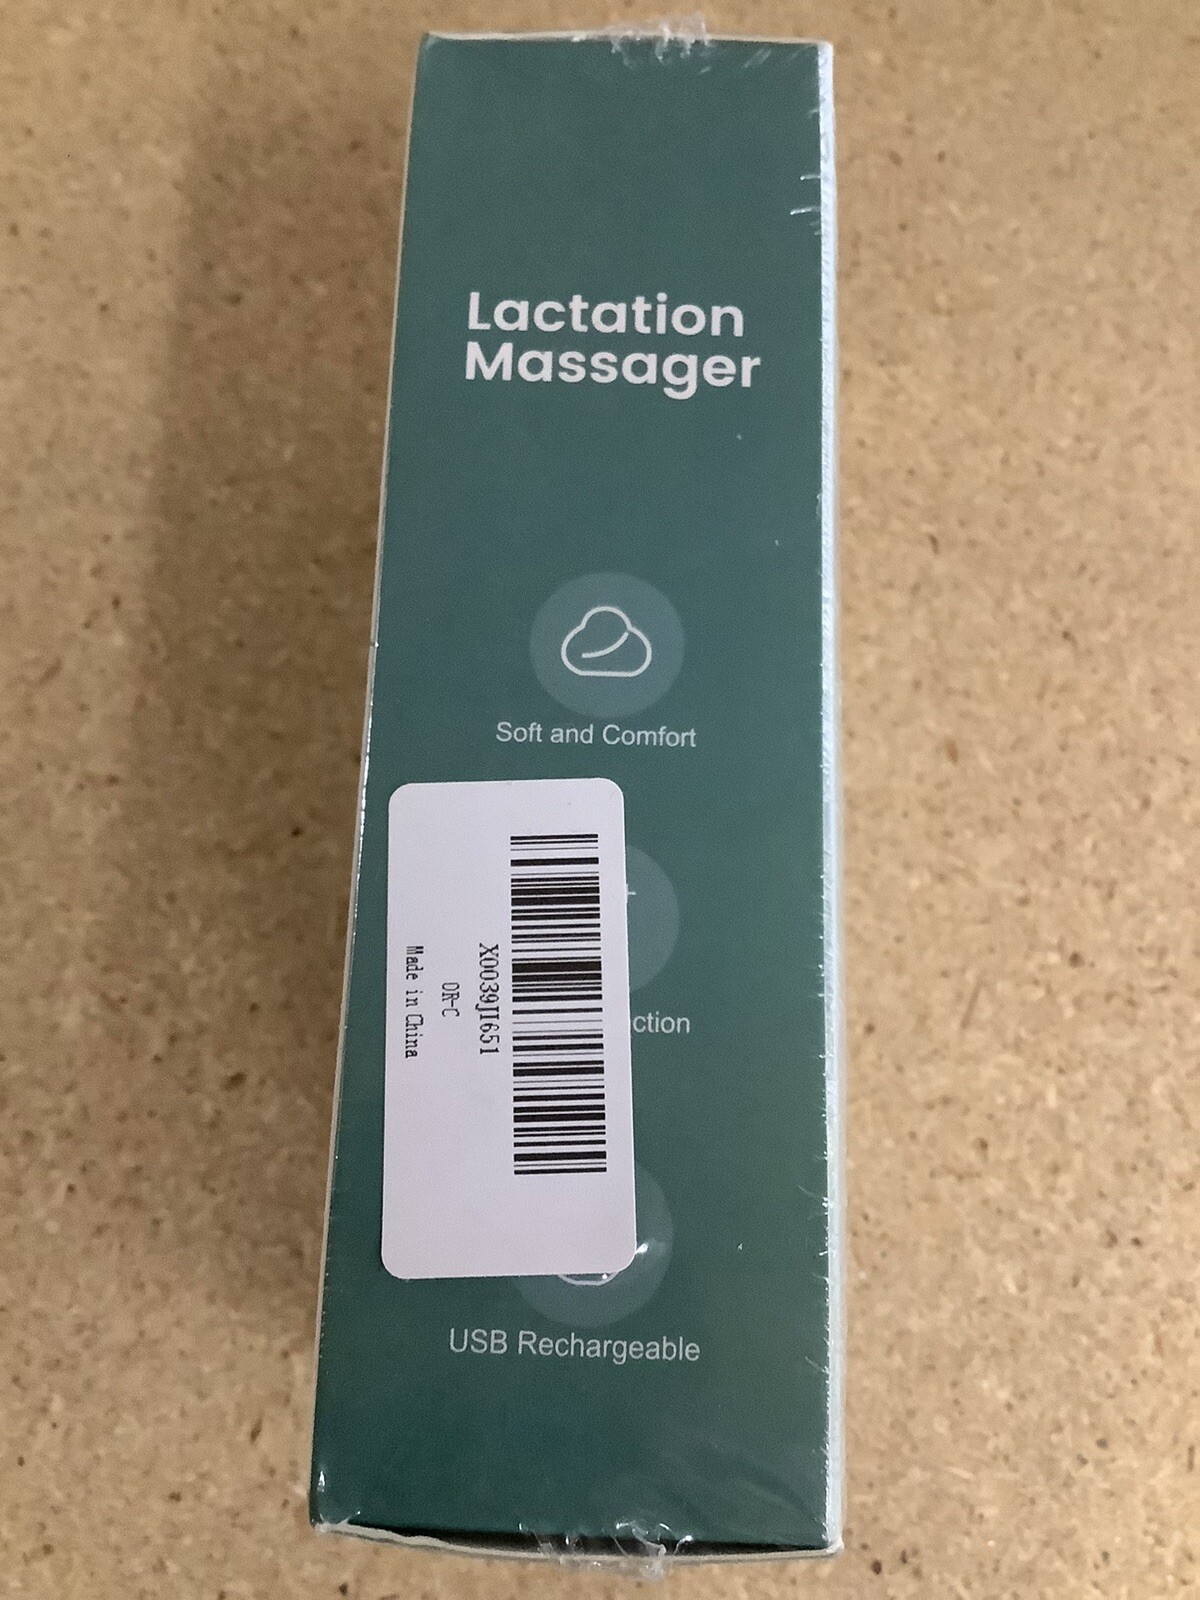 Lactation
Massager
Soft and Comfort
X0039JI651
OR-C
Made in China
ction
USB Rechargeable